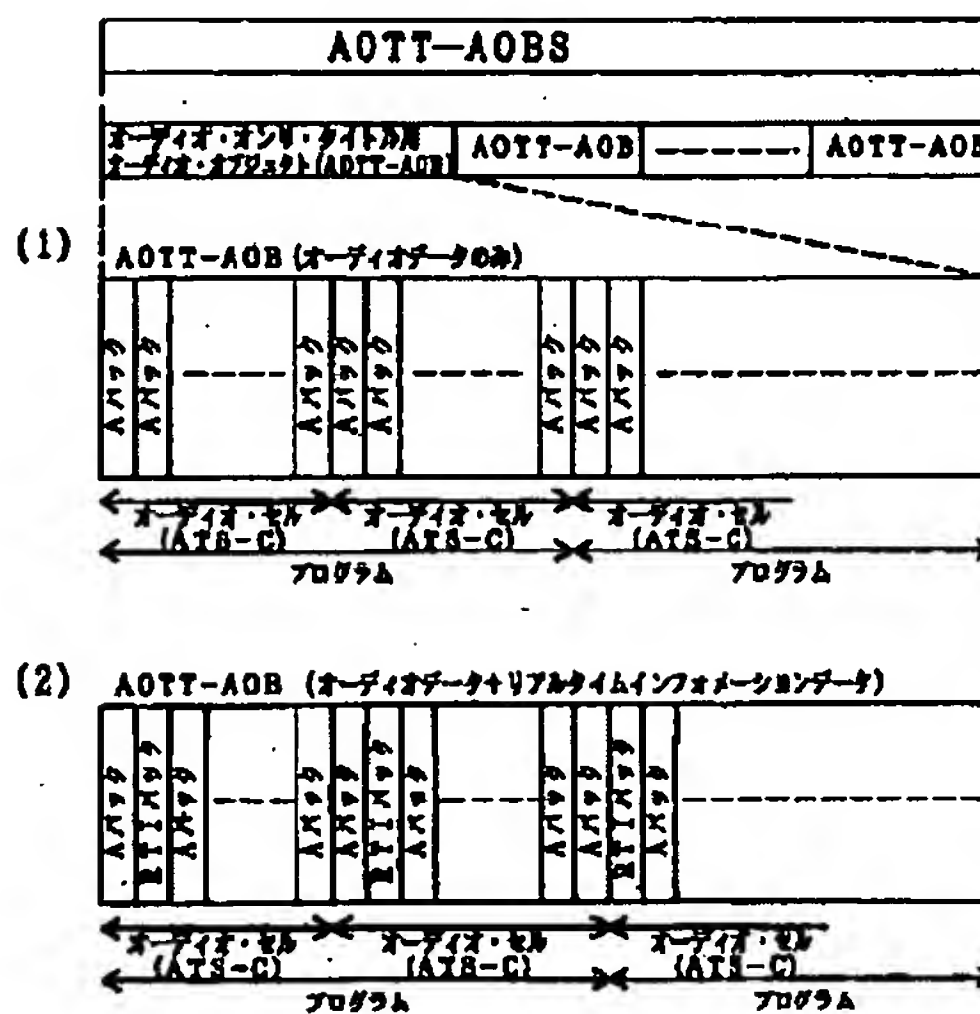 AOTT-AOBS
オーディオ・オンリ・タイトル用
オーディオ・オブジェクト(AOTT-AOB)
AOTT-AOB
AOTT-AOB
(1)
AOTT-AOB (オーディオデータのみ)
Aパック Aパック Aパック Aパック Aパック Aパック Aパック Aパック
オーディオ・セル オーディオ・セル オーディオ・セル
(ATS-C) (ATS-C) (ATS-C)
プログラム プログラム
(2)
AOTT-AOB (オーディオデータ+リアルタイムインフォメーションデータ)
Aパック RTIパック Aパック Aパック Aパック RTIパック Aパック Aパック Aパック RTIパック Aパック
オーディオ・セル オーディオ・セル オーディオ・セル
(ATS-C) (ATS-C) (ATS-C)
プログラム プログラム